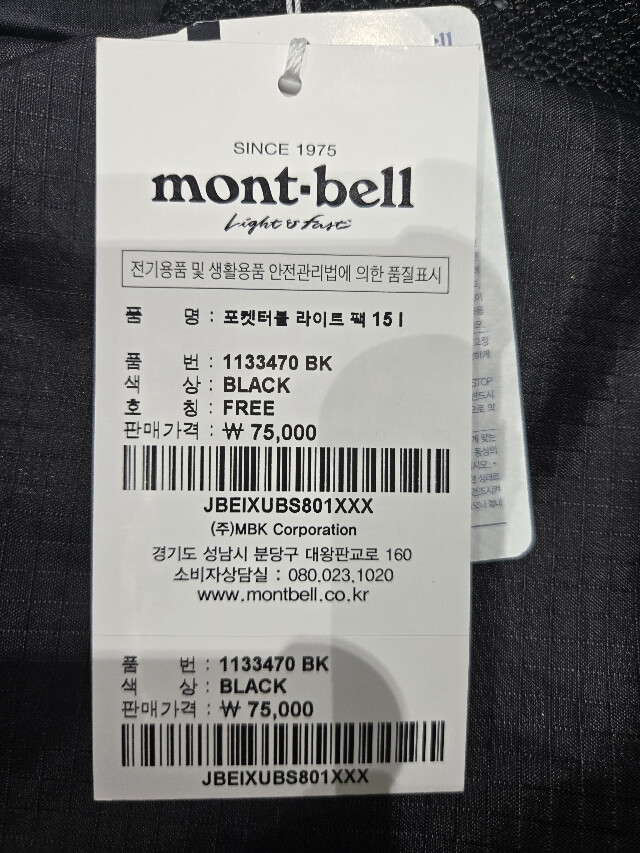 SINCE 1975
mont-bell
Light & Fast
전기용품 및 생활용품 안전관리법에 의한 품질표시
품 명 : 포켓터블 라이트 팩 15 l
품 번 : 1133470 BK
색 상 : BLACK
호 칭 : FREE
판매가격 : ₩ 75,000
JBEIXUBS801XXX
(주)MBK Corporation
경기도 성남시 분당구 대왕판교로 160
소비자상담실 : 080.023.1020
www.montbell.co.kr
품 번 : 1133470 BK
색 상 : BLACK
판매가격 : ₩ 75,000
JBEIXUBS801XXX